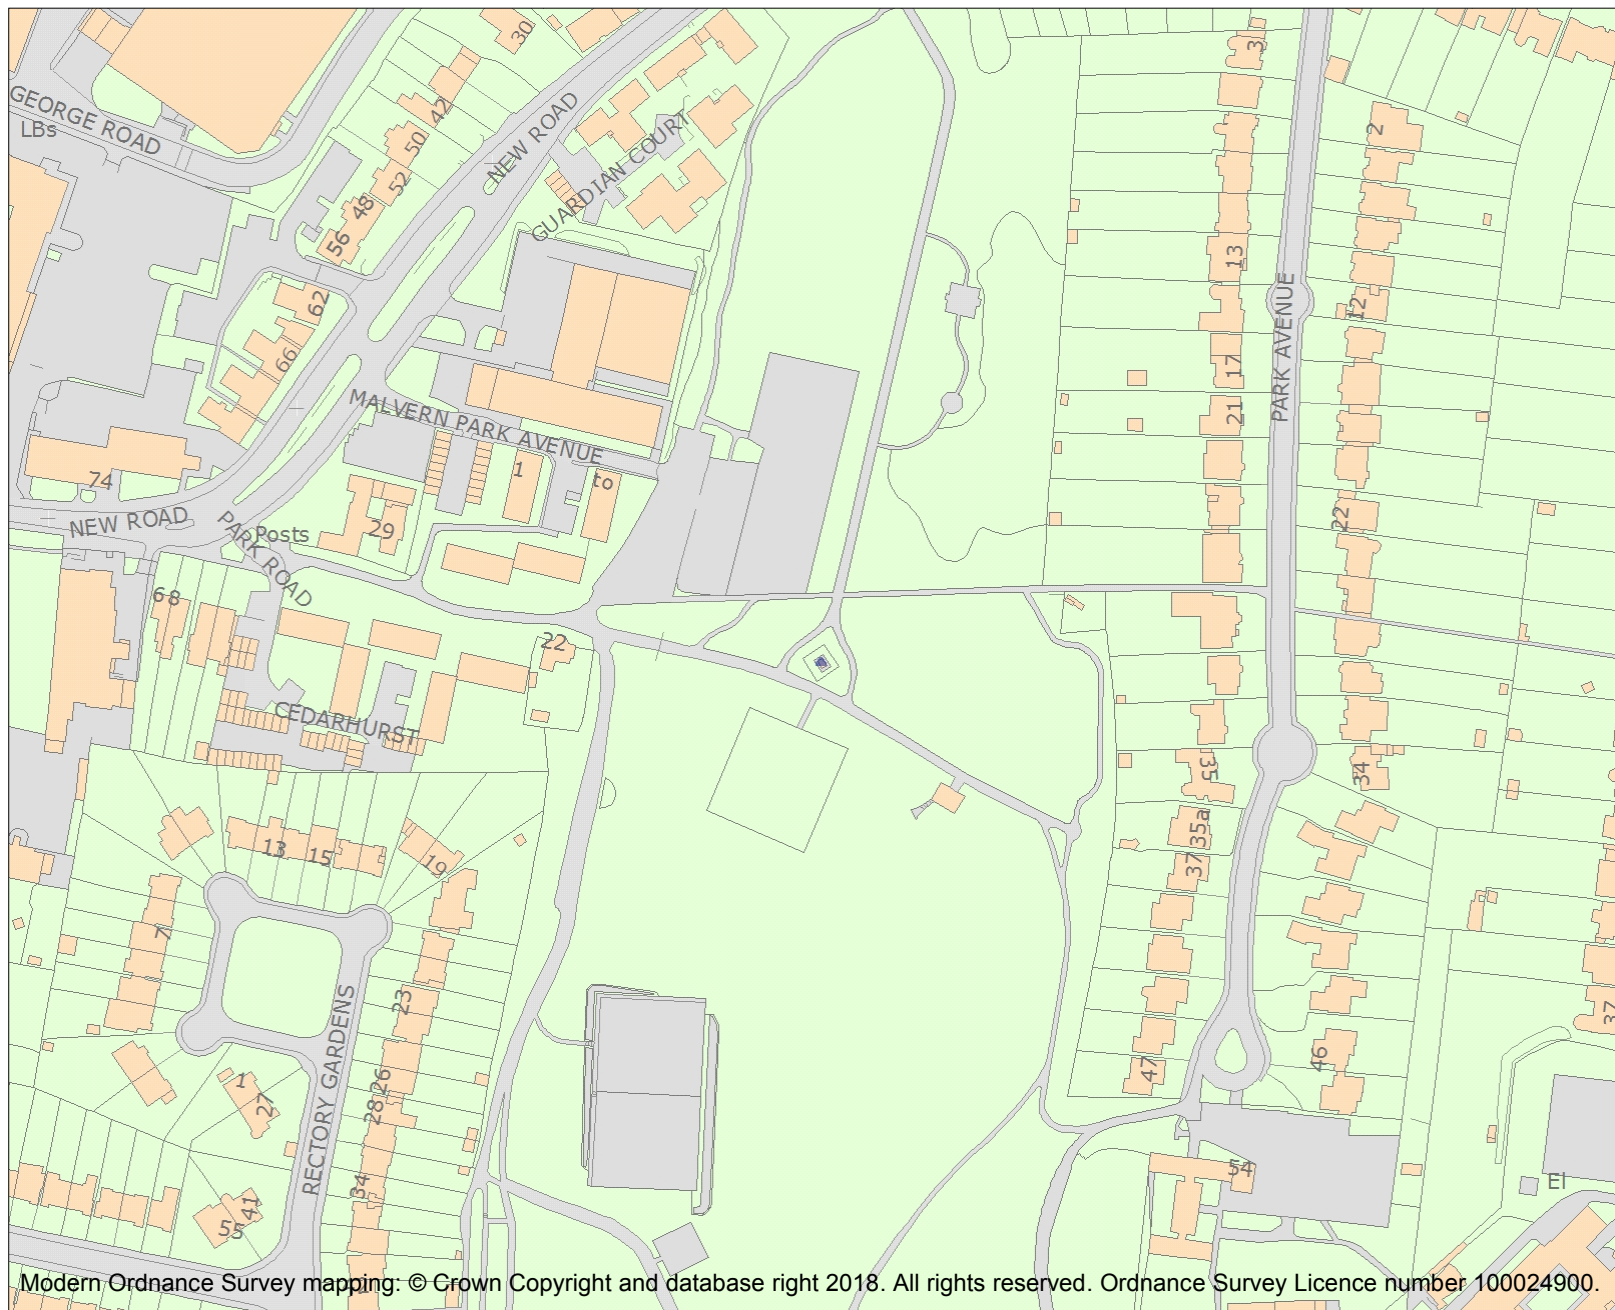 GEORGE ROAD
LBs
30
42
50
52
48
56
62
66
NEW ROAD
GUARDIAN COURT
MALVERN PARK AVENUE
1
to
29
74
NEW ROAD
PARK ROAD
Posts
68
22
CEDARHURST
13
15
19
7
23
26
28
34
1
27
41
55
RECTORY GARDENS
3
13
17
21
PARK AVENUE
2
12
22
34
35
35a
37
47
46
54
37
El
Modern Ordnance Survey mapping: © Crown Copyright and database right 2018. All rights reserved. Ordnance Survey Licence number 100024900.